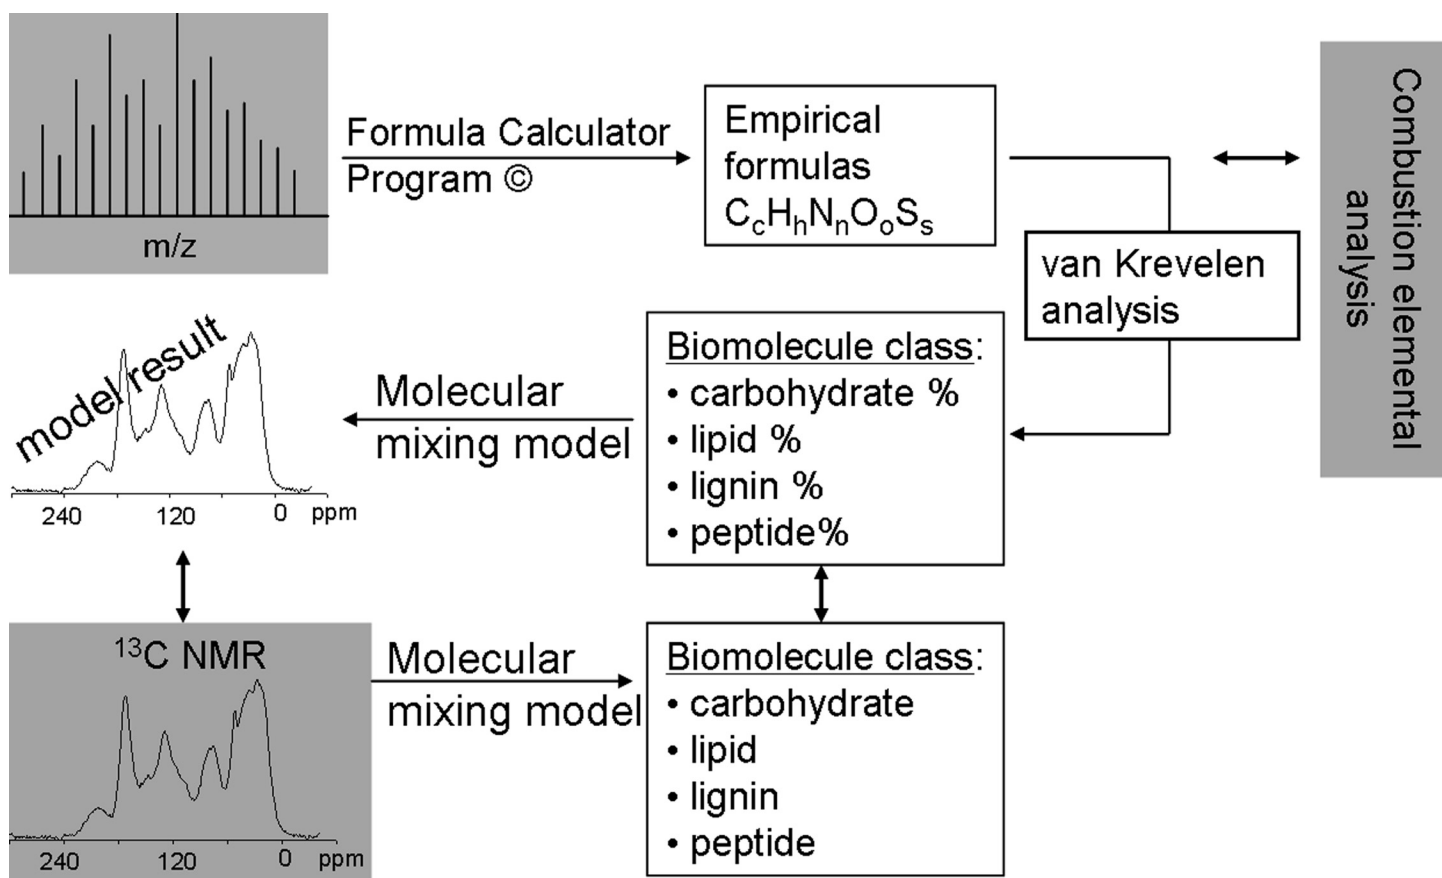 m/z
Formula Calculator
Program ©
Empirical
formulas
CcHhNnOoSs
van Krevelen
analysis
Combustion elemental
analysis
model result
240 120 0 ppm
Molecular
mixing model
Biomolecule class:
• carbohydrate %
• lipid %
• lignin %
• peptide%
13C NMR
240 120 0 ppm
Molecular
mixing model
Biomolecule class:
• carbohydrate
• lipid
• lignin
• peptide